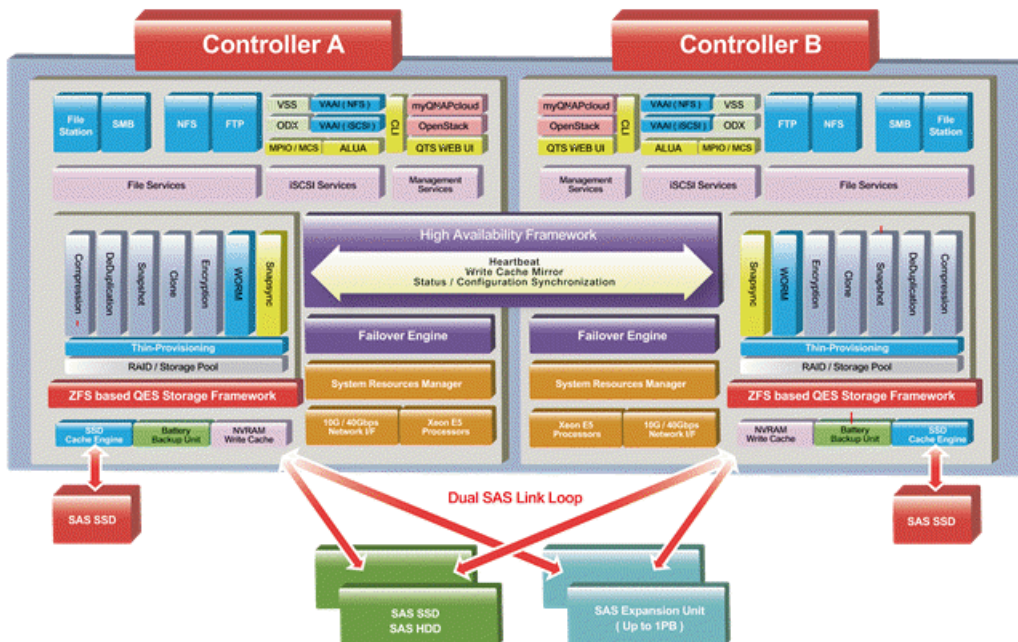 Controller A
Controller B
File
Station
SMB
NFS
FTP
VSS
VAAI ( NFS )
ODX
VAAI (iSCSI)
MPIO / MCS
ALUA
CLI
myQNAPcloud
OpenStack
QTS WEB UI
File Services
iSCSI Services
Management
Services
myQNAPcloud
OpenStack
QTS WEB UI
CLI
VAAI ( NFS )
VSS
VAAI (iSCSI)
ODX
ALUA
MPIO / MCS
FTP
NFS
SMB
File
Station
Management
Services
iSCSI Services
File Services
High Availability Framework
Heartbeat
Write Cache Mirror
Status / Configuration Synchronization
Compression
DeDuplication
Snapshot
Clone
Encryption
WORM
Snapsync
Thin-Provisioning
RAID / Storage Pool
ZFS based QES Storage Framework
SSD
Cache Engine
Battery
Backup Unit
NVRAM
Write Cache
Failover Engine
System Resources Manager
10G / 40Gbps
Network I/F
Xeon E5
Processors
Failover Engine
System Resources Manager
Xeon E5
Processors
10G / 40Gbps
Network I/F
Snapsync
WORM
Encryption
Clone
Snapshot
DeDuplication
Compression
Thin-Provisioning
RAID / Storage Pool
ZFS based QES Storage Framework
NVRAM
Write Cache
Battery
Backup Unit
SSD
Cache Engine
SAS SSD
Dual SAS Link Loop
SAS SSD
SAS SSD
SAS HDD
SAS Expansion Unit
( Up to 1PB )